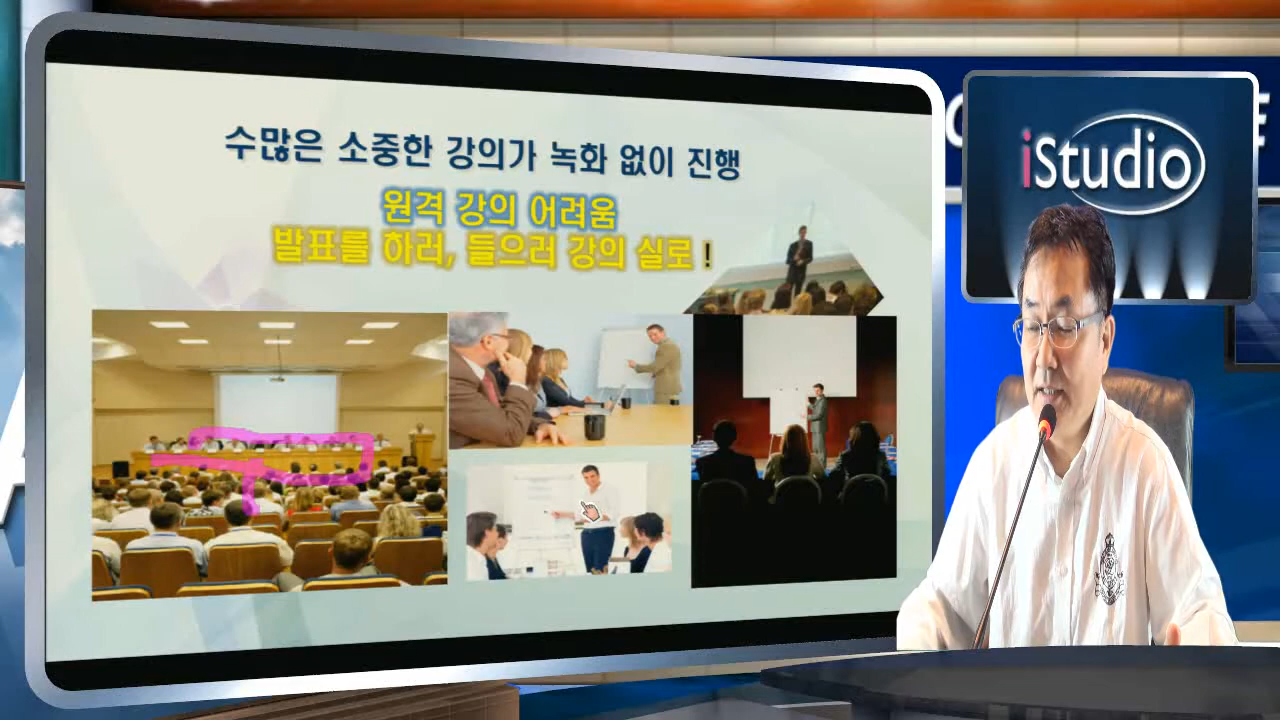 수많은 소중한 강의가 녹화 없이 진행
원격 강의 어려움
발표를 하러, 들으러 강의 실로 !
iStudio